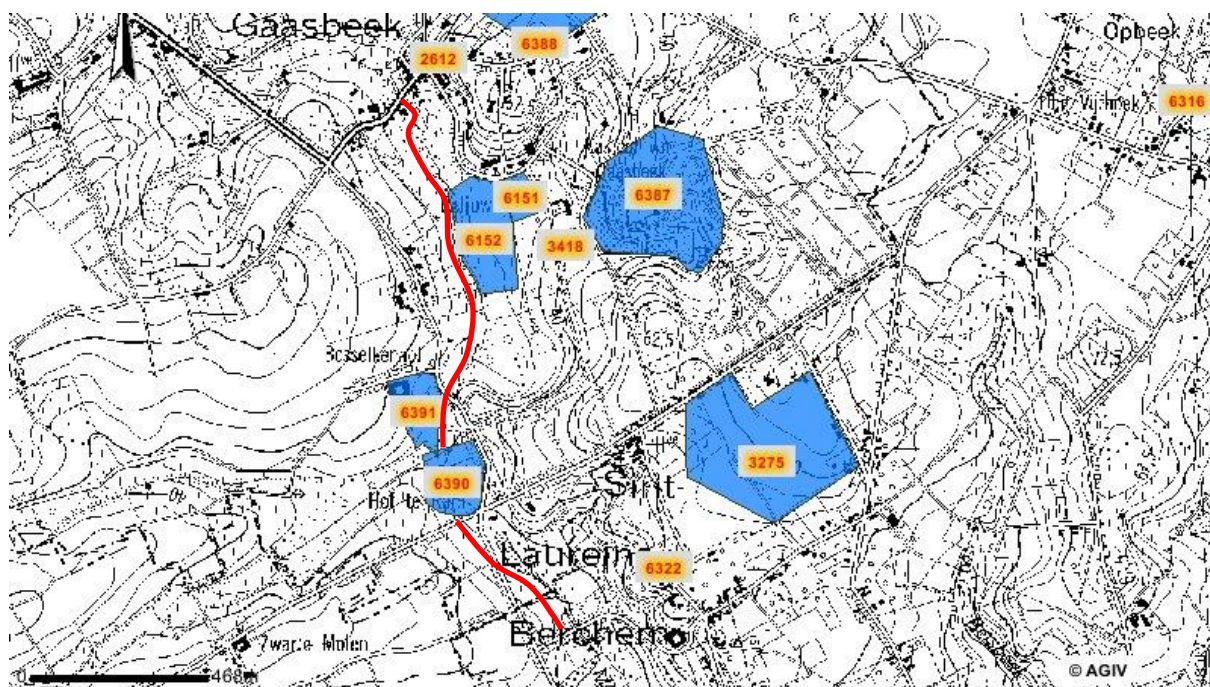 Gaasbeek
6388
Opbeek
2612
6316
6151
6387
6152
3418
6391
3275
6390
Sint
Laurein
6322
Berchem
Zwarte Molen
0
468m
© AGIV